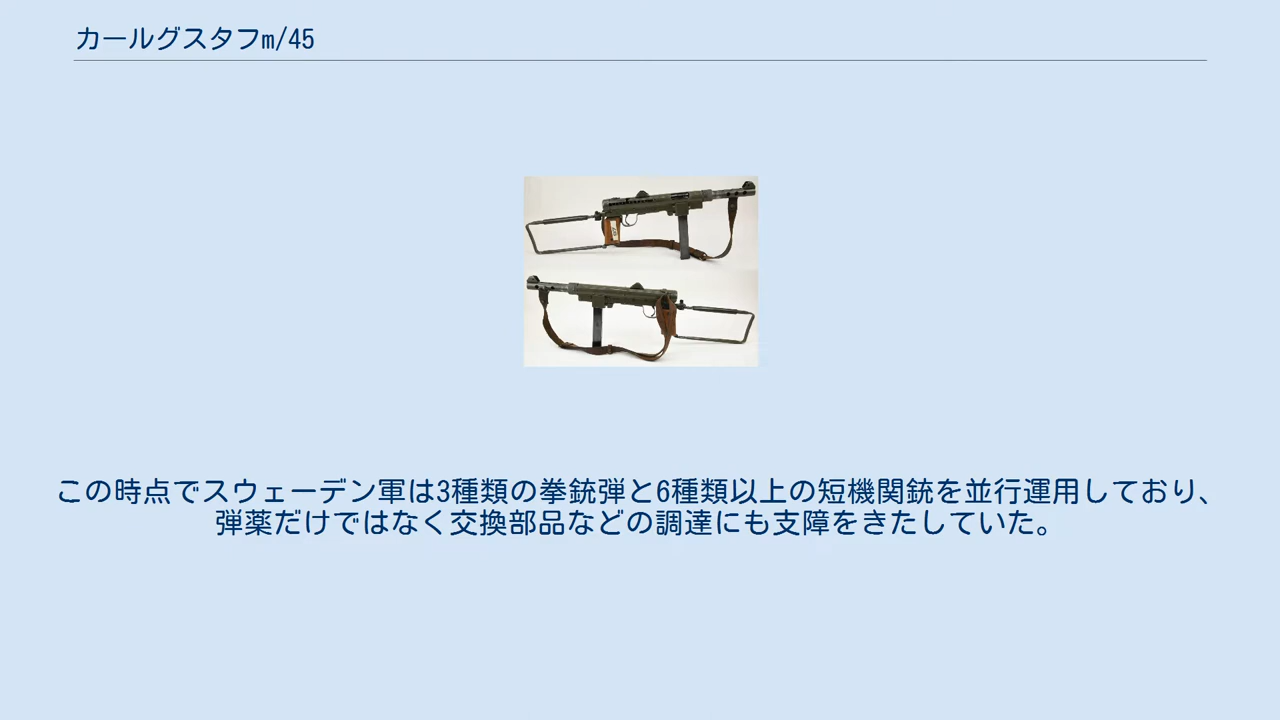 カールグスタフm/45
この時点でスウェーデン軍は3種類の拳銃弾と6種類以上の短機関銃を並行運用しており、
弾薬だけではなく交換部品などの調達にも支障をきたしていた。